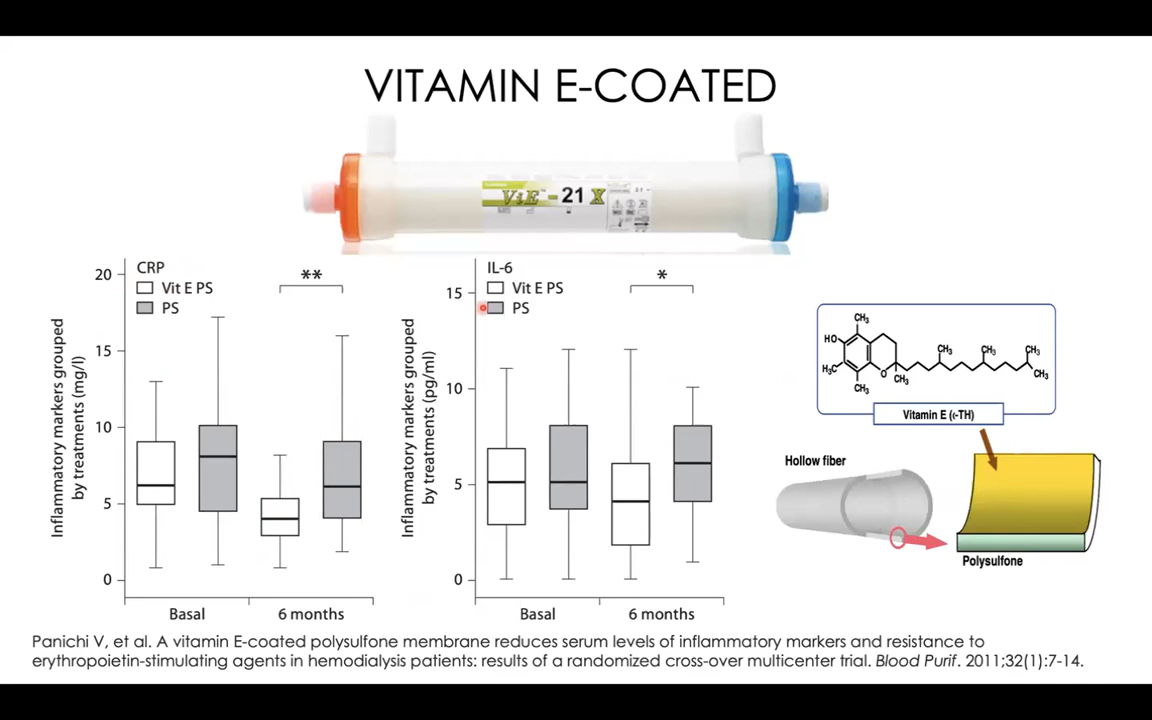 VITAMIN E-COATED
ViE™-21 X
CRP
Vit E PS
PS
**
20
15
10
5
0
Inflammatory markers grouped
by treatments (mg/l)
Basal
6 months
IL-6
Vit E PS
PS
*
15
10
5
0
Inflammatory markers grouped
by treatments (pg/ml)
Basal
6 months
CH₃
HO
H₃C
CH₃
O
CH₃
CH₃
CH₃
CH₃
CH₃
Hollow fiber
Polysulfone
Panichi V, et al. A vitamin E-coated polysulfone membrane reduces serum levels of inflammatory markers and resistance to
erythropoietin-stimulating agents in hemodialysis patients: results of a randomized cross-over multicenter trial. Blood Purif. 2011;32(1):7-14.